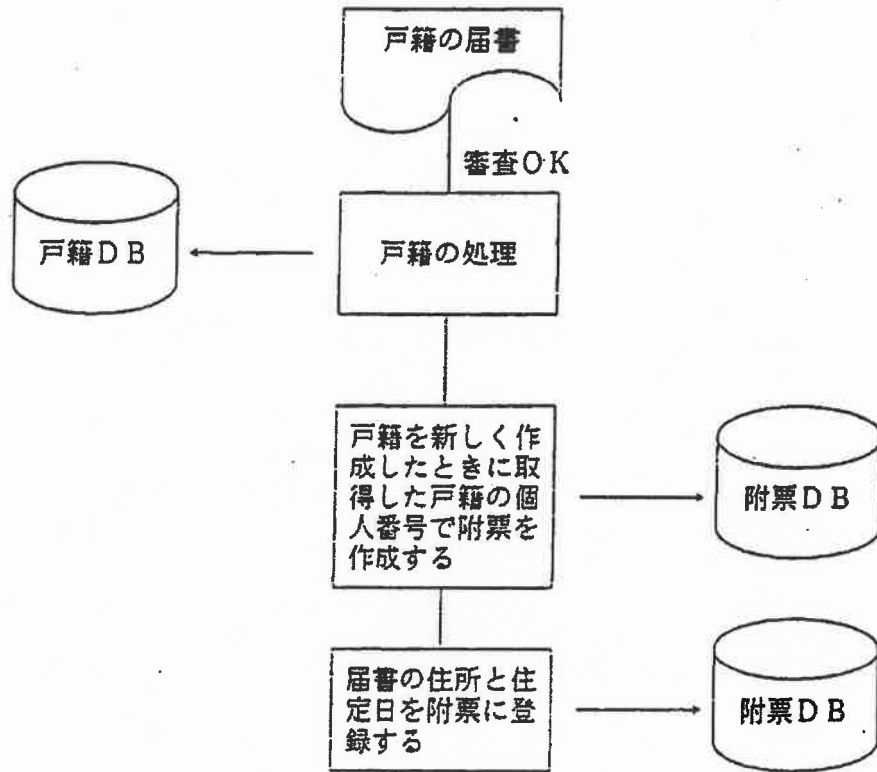 戸籍の届書
審査OK
戸籍DB
戸籍の処理
戸籍を新しく作
成したときに取
得した戸籍の個
人番号で附票を
作成する
附票DB
届書の住所と住
定日を附票に登
録する
附票DB